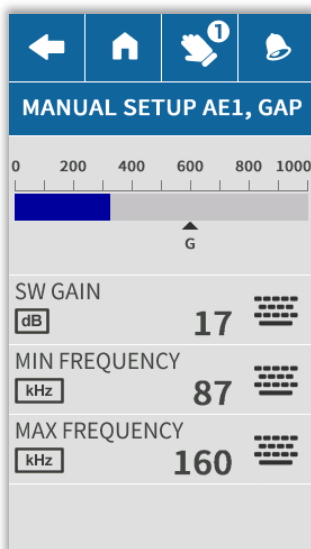 1
MANUAL SETUP AE1, GAP
0 200 400 600 800 1000
G
SW GAIN
dB 17
MIN FREQUENCY
kHz 87
MAX FREQUENCY
kHz 160